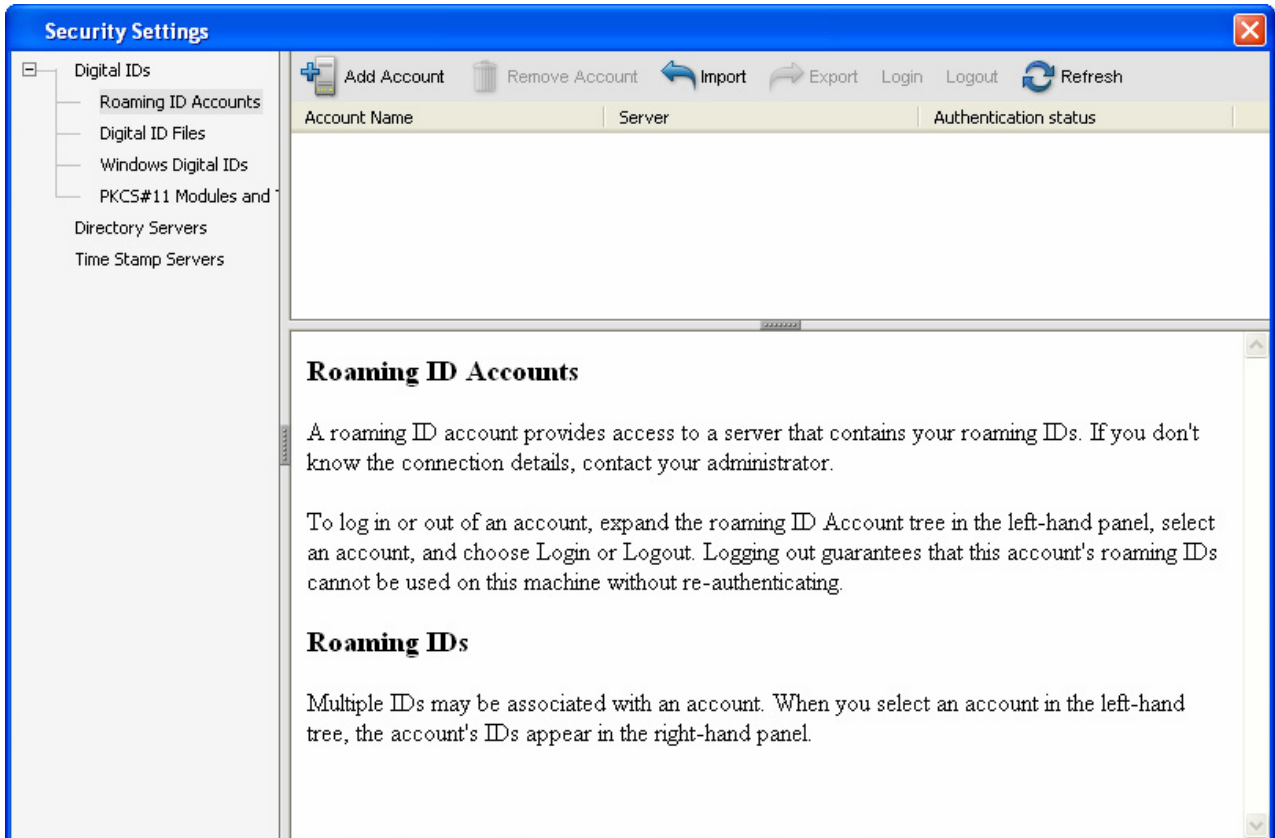 Security Settings
Digital IDs
Roaming ID Accounts
Digital ID Files
Windows Digital IDs
PKCS#11 Modules and
Directory Servers
Time Stamp Servers
Add Account Remove Account Import Export Login Logout Refresh
Account Name Server Authentication status
Roaming ID Accounts
A roaming ID account provides access to a server that contains your roaming IDs. If you don't
know the connection details, contact your administrator.
To log in or out of an account, expand the roaming ID Account tree in the left-hand panel, select
an account, and choose Login or Logout. Logging out guarantees that this account's roaming IDs
cannot be used on this machine without re-authenticating.
Roaming IDs
Multiple IDs may be associated with an account. When you select an account in the left-hand
tree, the account's IDs appear in the right-hand panel.